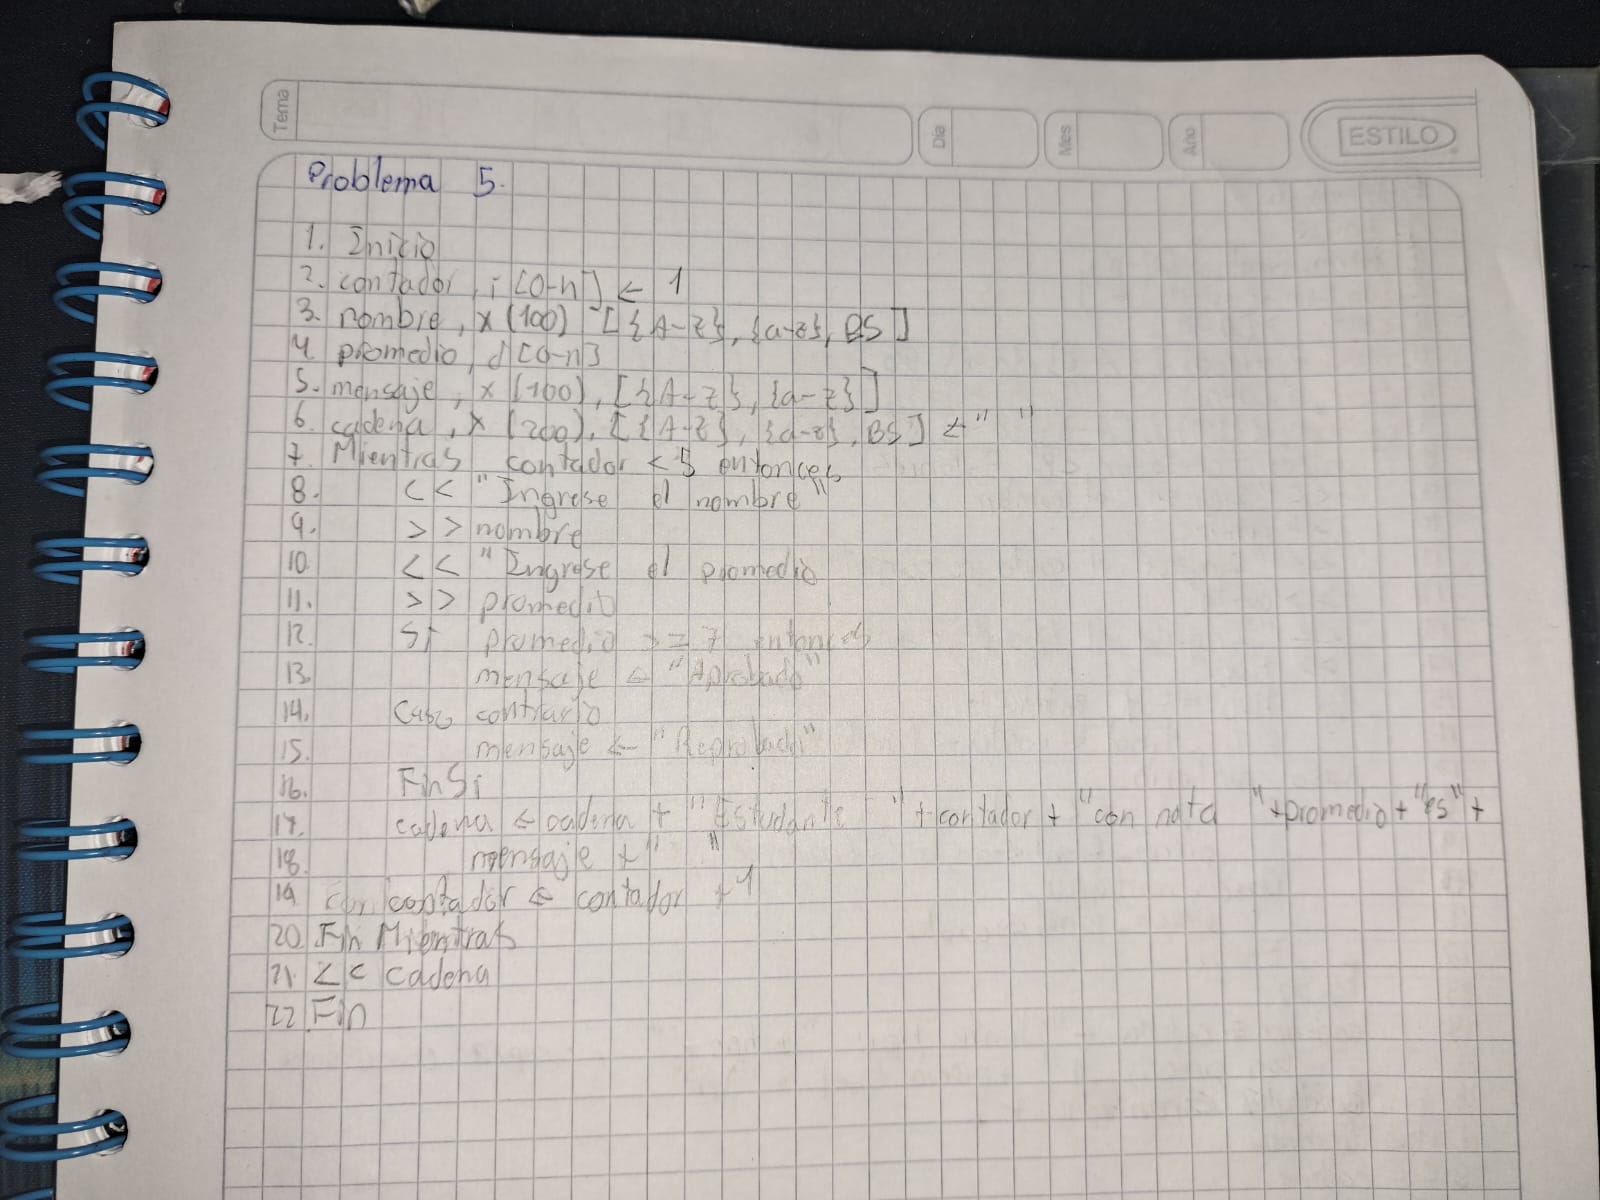 Tema
Día
Mes
Año
ESTILO
Problema 5.
1. Inicio
2. contador, i [0-n] ← 1
3. nombre, x (100) [{A-Z}, {a-z}, BS]
4. promedio, d [0-n]
5. mensaje, x (100), [{A-Z}, {a-z}]
6. cadena, x (200), [{A-Z}, {a-z}, BS] ← " "
7. Mientras contador < 5 entonces
8. << "Ingrese el nombre"
9. >> nombre
10. << "Ingrese el promedio
11. >> promedio
12. Si promedio >= 7 entonces
13. mensaje ← "Aprobado"
14. Caso contrario
15. mensaje ← "Reprobado"
16. Fin Si
17. cadena ← cadena + "Estudante " + contador + "con nota " + promedio + "es" +
18. mensaje + " "
19. con contador ← contador + 1
20. Fin Mientras
21. << cadena
22. Fin